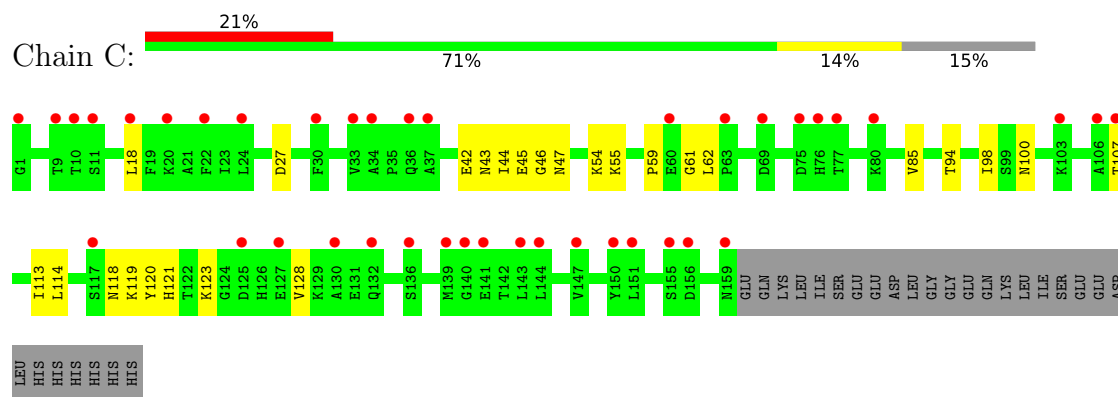 21%
Chain C:
71% 14% 15%
G1 T9 T10 S11 L18 F19 K20 A21 F22 I23 L24 D27 F30 V33 A34 P35 Q36 A37 E42 N43 I44 E45 G46 N47 K54 K55 P59 E60 G61 L62 P63 D69 D75 H76 T77 K80 V85 T94 I98 S99 N100 K103 A106 T107
I113 L114 S117 N118 K119 Y120 H121 T122 K123 G124 D125 H126 E127 V128 K129 A130 E131 Q132 S136 M139 G140 E141 T142 L143 L144 V147 Y150 L151 S155 D156 N159 GLU GLN LYS LEU ILE SER GLU GLU ASP LEU GLY GLY GLU GLN LYS LEU ILE SER GLU GLU ASP
LEU HIS HIS HIS HIS HIS HIS